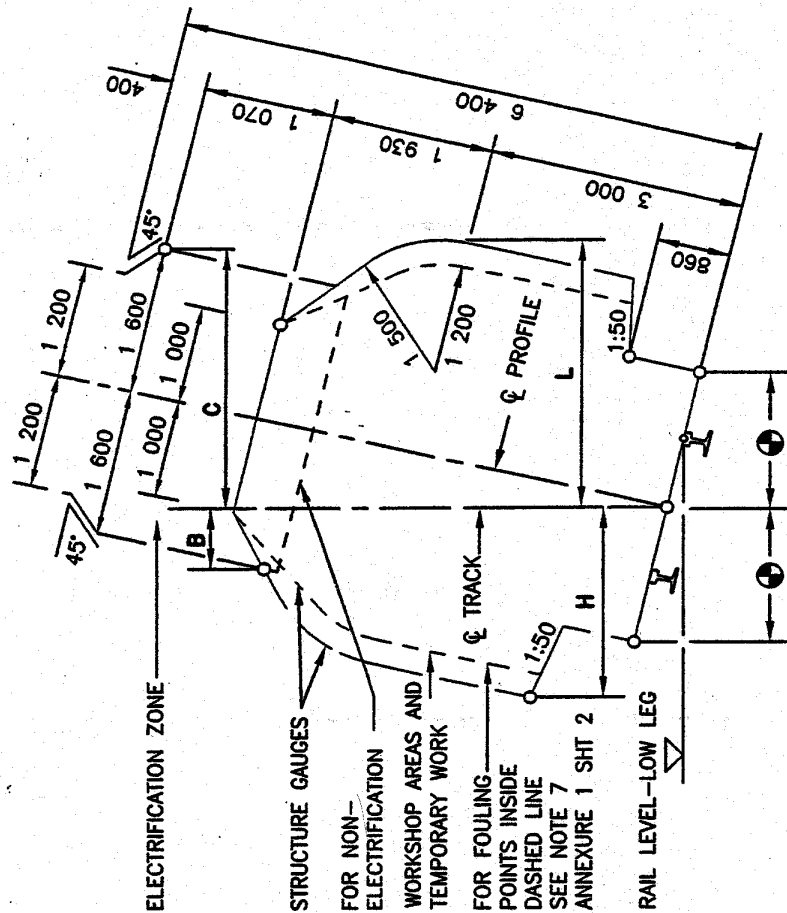 ELECTRIFICATION ZONE
STRUCTURE GAUGES
FOR NON-
ELECTRIFICATION
WORKSHOP AREAS AND
TEMPORARY WORK
FOR FOULING
POINTS INSIDE
DASHED LINE
SEE NOTE 7
ANNEXURE 1 SHT 2
RAIL LEVEL-LOW LEG
45°
1 200
1 600
1 000
1 200
1 600
1 000
45°
400
1 070
1 930
6 400
3 000
860
B
C
H
L
℄ TRACK
℄ PROFILE
1 500
1 200
1:50
1:50